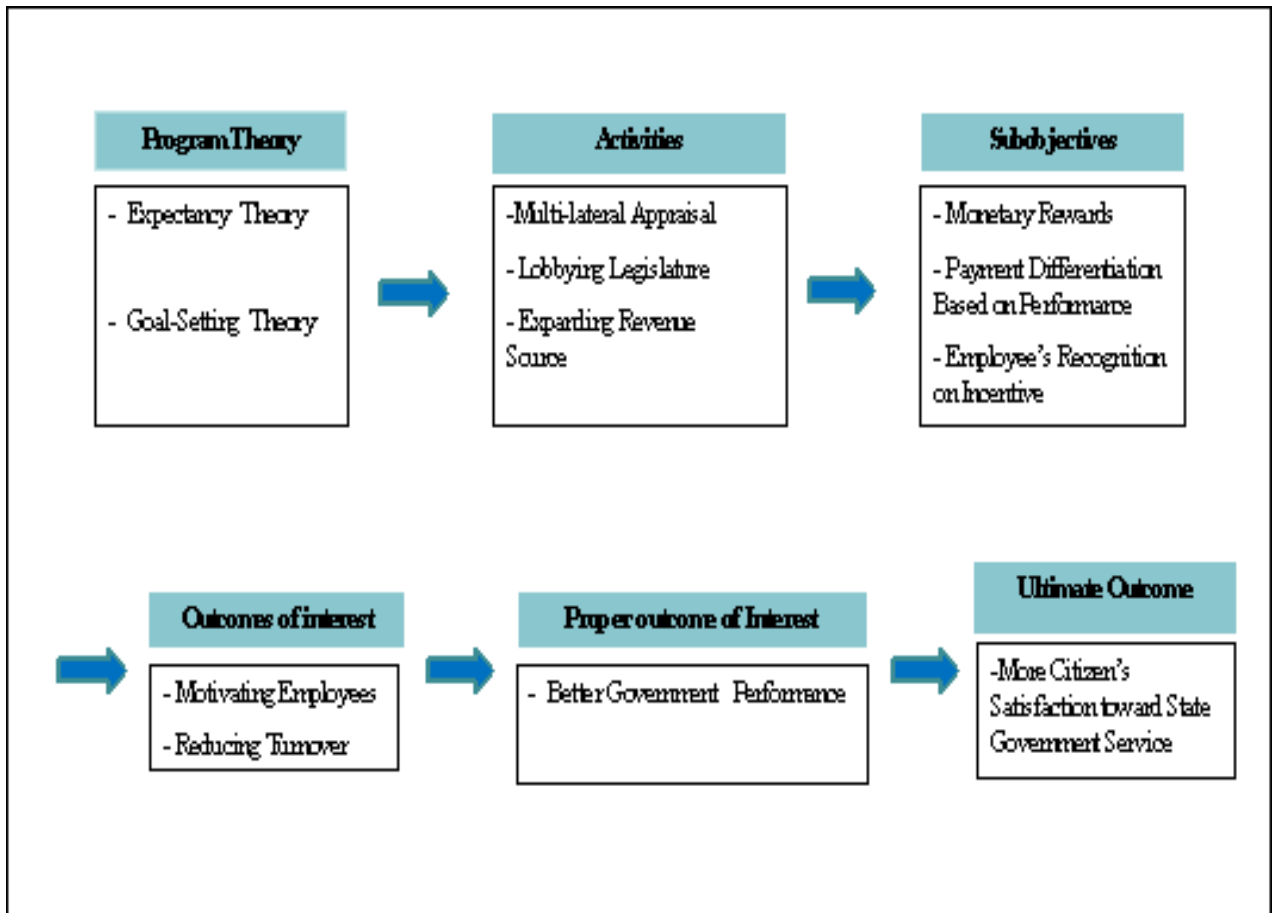 Program Theory
- Expectancy Theory
- Goal-Setting Theory
Activities
-Multi-lateral Appraisal
- Lobbying Legislature
- Expanding Revenue
Source
Subobjectives
- Monetary Rewards
- Payment Differentiation
Based on Performance
- Employee's Recognition
on Incentive
Outcomes of interest
- Motivating Employees
- Reducing Turnover
Proper outcome of Interest
- Better Government Performance
Ultimate Outcome
-More Citizen's
Satisfaction toward State
Government Service